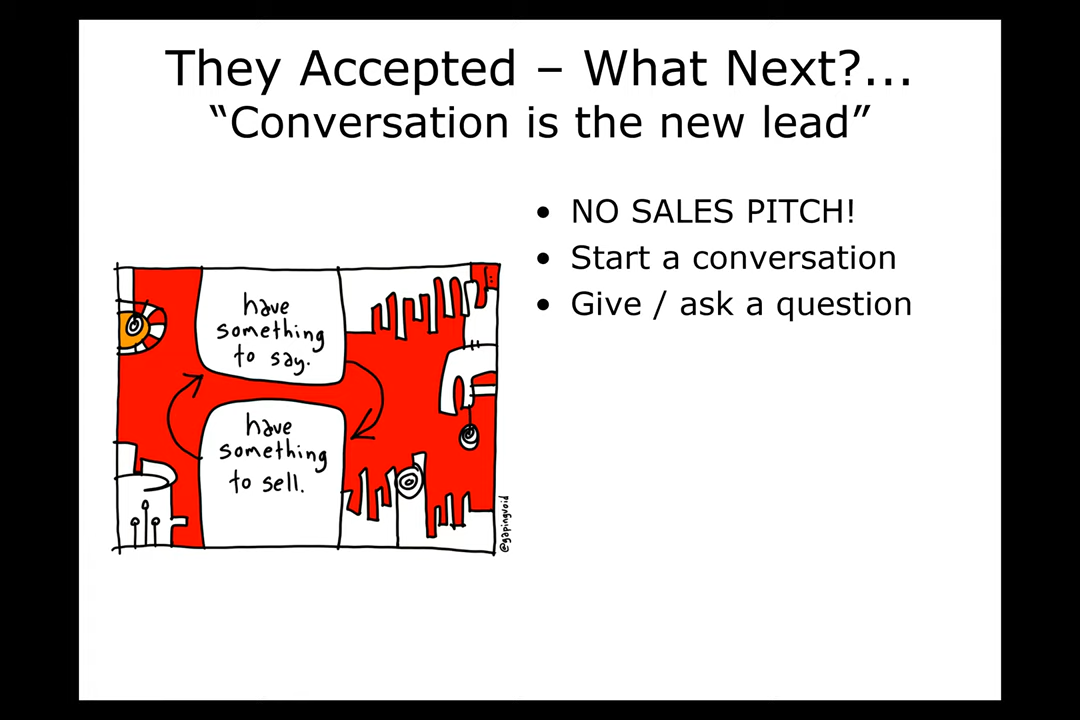 They Accepted – What Next?...
“Conversation is the new lead”
• NO SALES PITCH!
• Start a conversation
• Give / ask a question
have
something
to say.
have
something
to sell.
@gapingvoid